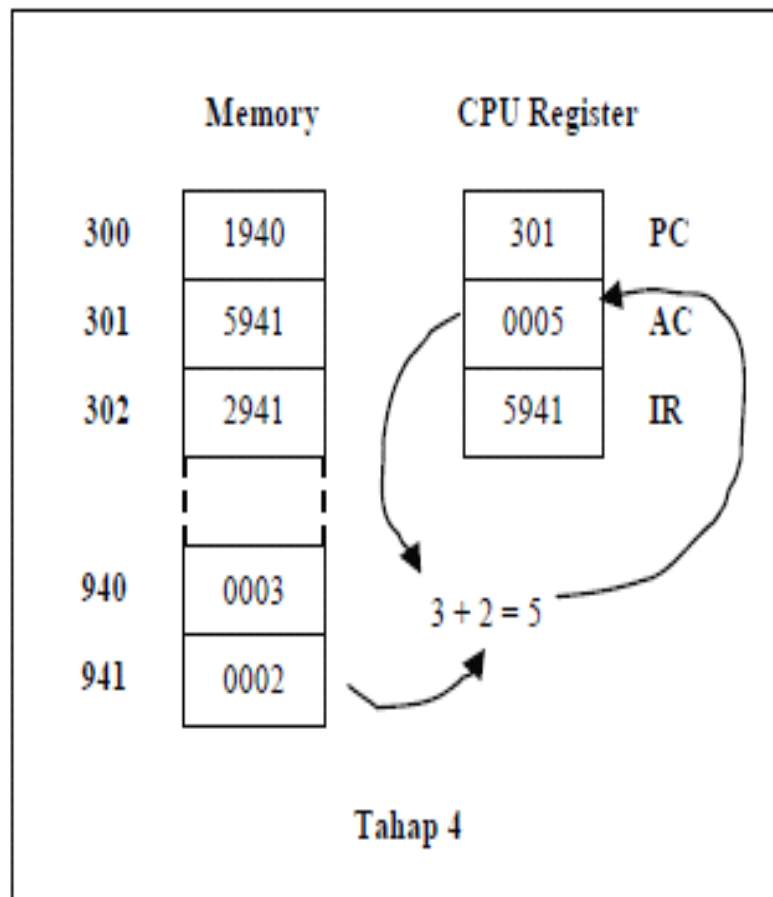 Memory CPU Register
300 1940 301 PC
301 5941 0005 AC
302 2941 5941 IR
940 0003
3 + 2 = 5
941 0002
Tahap 4